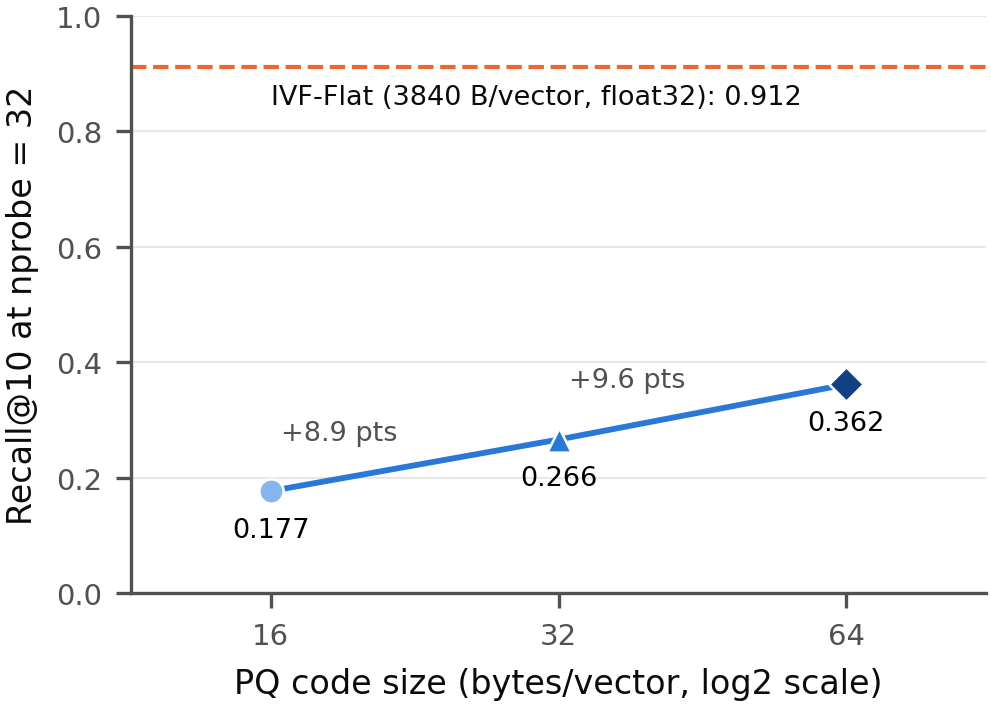 Recall@10 at nprobe = 32
1.0
0.8
0.6
0.4
0.2
0.0
IVF-Flat (3840 B/vector, float32): 0.912
+8.9 pts
+9.6 pts
0.177
0.266
0.362
16
32
64
PQ code size (bytes/vector, log2 scale)